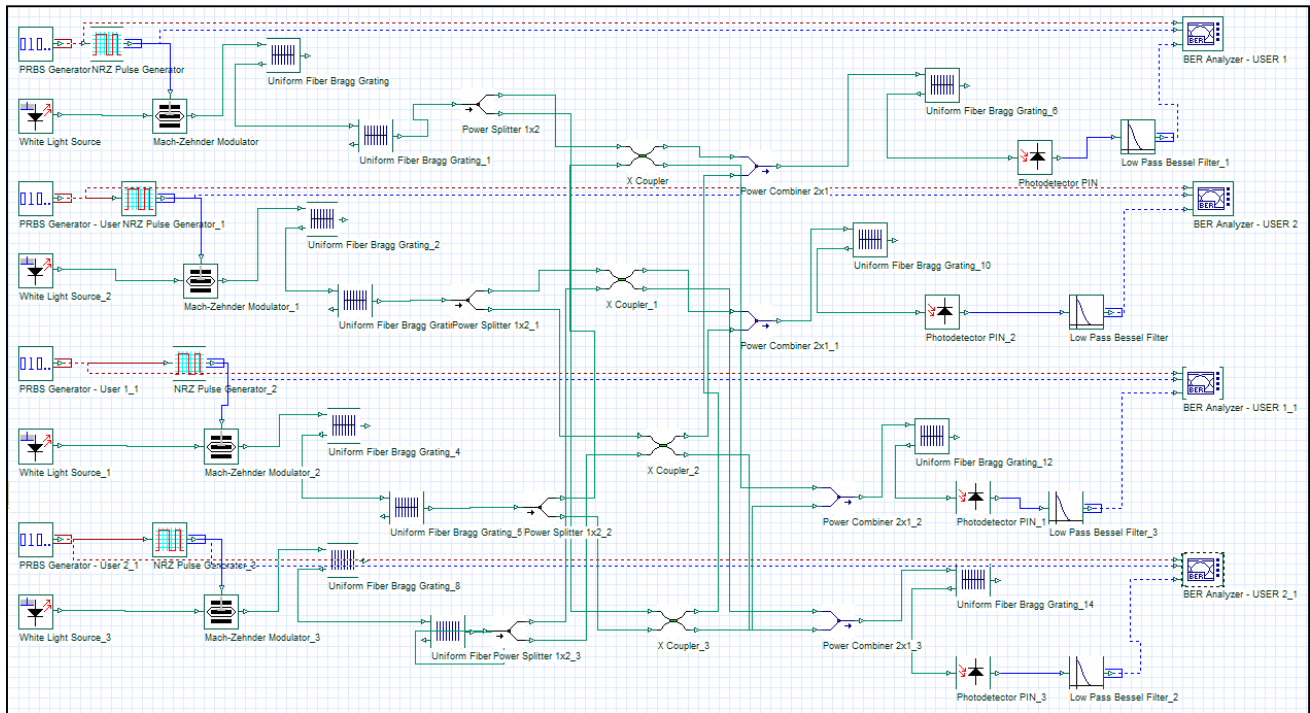 010..
PRBS Generator
NRZ Pulse Generator
Uniform Fiber Bragg Grating
BER
BER Analyzer - USER 1
White Light Source
Mach-Zehnder Modulator
Uniform Fiber Bragg Grating_1
Power Splitter 1x2
X Coupler
Power Combiner 2x1
Uniform Fiber Bragg Grating_6
Photodetector PIN
Low Pass Bessel Filter_1
010..
PRBS Generator - User
NRZ Pulse Generator_1
Uniform Fiber Bragg Grating_2
BER
BER Analyzer - USER 2
White Light Source_2
Mach-Zehnder Modulator_1
Uniform Fiber Bragg Grati
Power Splitter 1x2_1
X Coupler_1
Power Combiner 2x1_1
Uniform Fiber Bragg Grating_10
Photodetector PIN_2
Low Pass Bessel Filter
010..
PRBS Generator - User 1_1
NRZ Pulse Generator_2
BER
BER Analyzer - USER 1_1
White Light Source_1
Mach-Zehnder Modulator_2
Uniform Fiber Bragg Grating_4
Uniform Fiber Bragg Grating_5
Power Splitter 1x2_2
X Coupler_2
Power Combiner 2x1_2
Uniform Fiber Bragg Grating_12
Photodetector PIN_1
Low Pass Bessel Filter_3
010..
PRBS Generator - User 2_1
NRZ Pulse Generator_3
Uniform Fiber Bragg Grating_8
BER
BER Analyzer - USER 2_1
White Light Source_3
Mach-Zehnder Modulator_3
Uniform Fiber
Power Splitter 1x2_3
X Coupler_3
Power Combiner 2x1_3
Uniform Fiber Bragg Grating_14
Photodetector PIN_3
Low Pass Bessel Filter_2